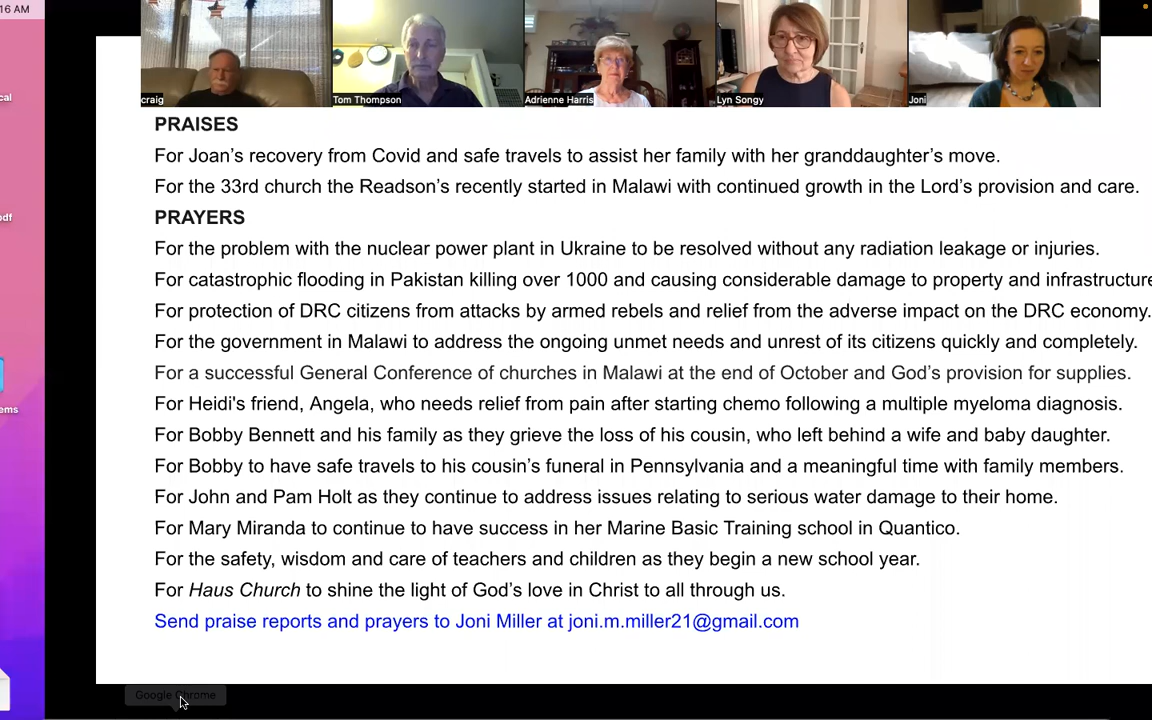 16 AM
craig
Tom Thompson
Adrienne Harris
Lyn Songy
Joni
cal
PRAISES
For Joan’s recovery from Covid and safe travels to assist her family with her granddaughter’s move.
For the 33rd church the Readson’s recently started in Malawi with continued growth in the Lord’s provision and care.
PRAYERS
For the problem with the nuclear power plant in Ukraine to be resolved without any radiation leakage or injuries.
For catastrophic flooding in Pakistan killing over 1000 and causing considerable damage to property and infrastructure
For protection of DRC citizens from attacks by armed rebels and relief from the adverse impact on the DRC economy.
For the government in Malawi to address the ongoing unmet needs and unrest of its citizens quickly and completely.
For a successful General Conference of churches in Malawi at the end of October and God’s provision for supplies.
For Heidi's friend, Angela, who needs relief from pain after starting chemo following a multiple myeloma diagnosis.
For Bobby Bennett and his family as they grieve the loss of his cousin, who left behind a wife and baby daughter.
For Bobby to have safe travels to his cousin’s funeral in Pennsylvania and a meaningful time with family members.
For John and Pam Holt as they continue to address issues relating to serious water damage to their home.
For Mary Miranda to continue to have success in her Marine Basic Training school in Quantico.
For the safety, wisdom and care of teachers and children as they begin a new school year.
For Haus Church to shine the light of God’s love in Christ to all through us.
Send praise reports and prayers to Joni Miller at joni.m.miller21@gmail.com
pdf
ems
Google Chrome